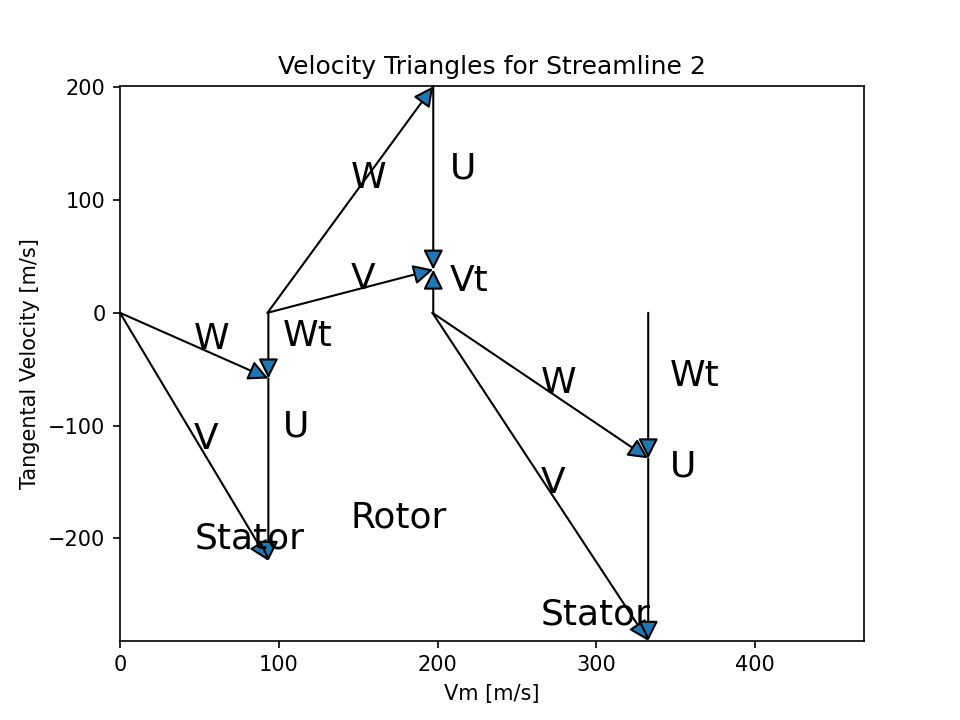 Velocity Triangles for Streamline 2
Tangental Velocity [m/s]
200
100
0
−100
−200
W
U
V
Vt
W
Wt
W
Wt
V
U
U
V
Rotor
Stator
Stator
0
100
200
300
400
Vm [m/s]